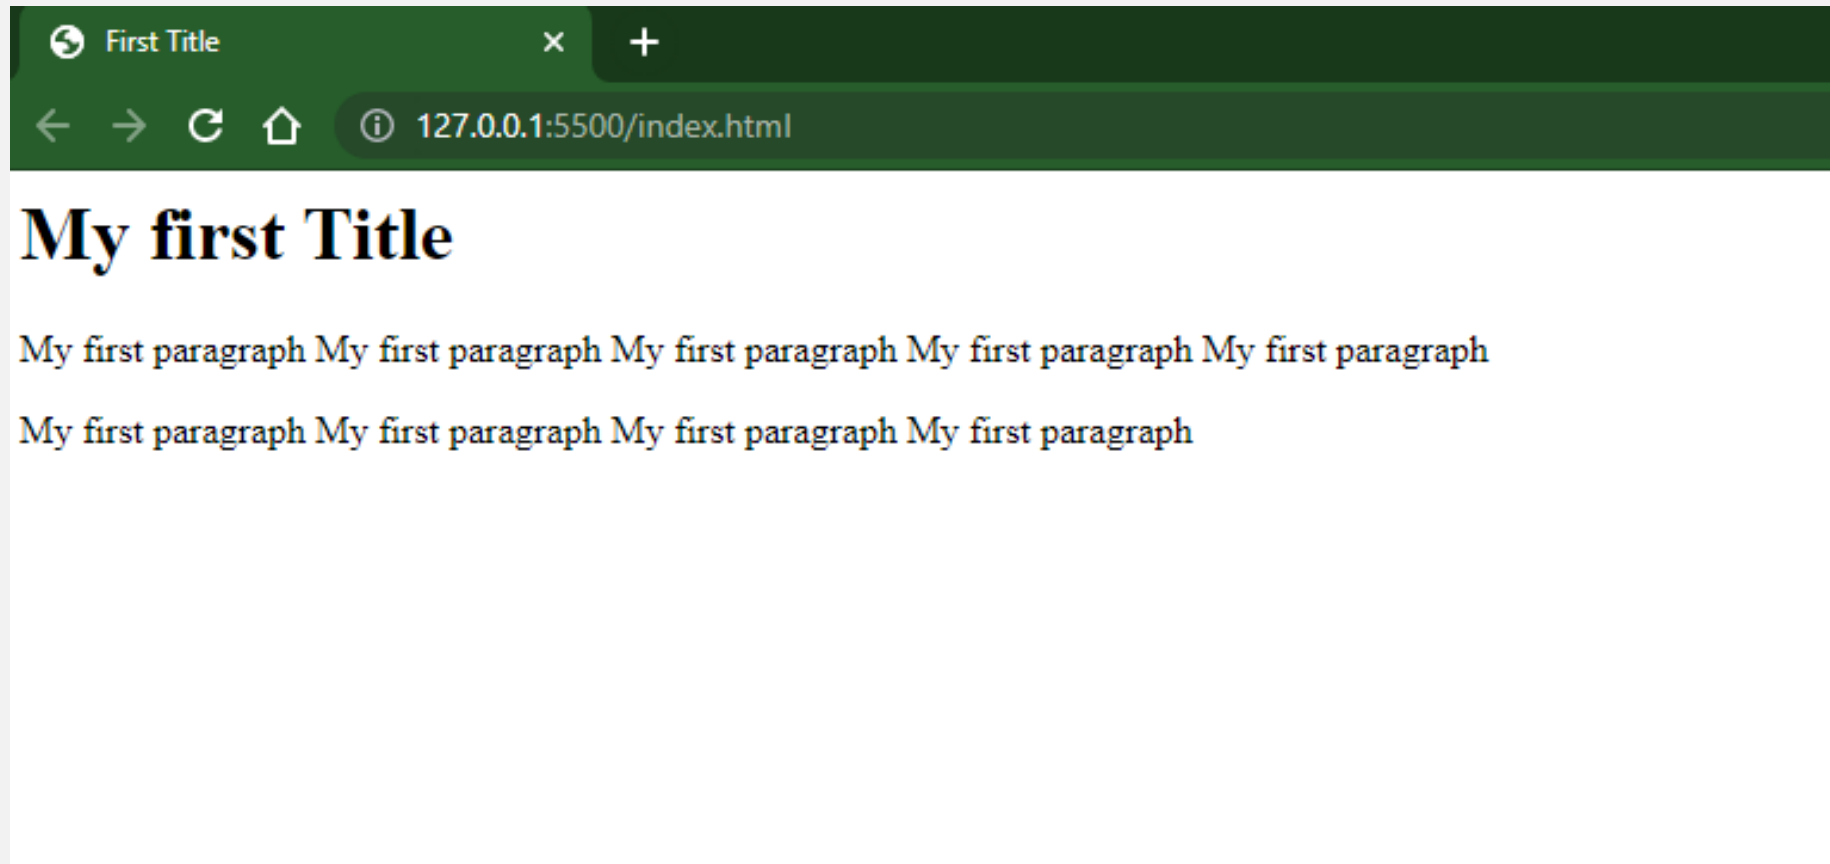 First Title
127.0.0.1:5500/index.html
My first Title
My first paragraph My first paragraph My first paragraph My first paragraph My first paragraph
My first paragraph My first paragraph My first paragraph My first paragraph